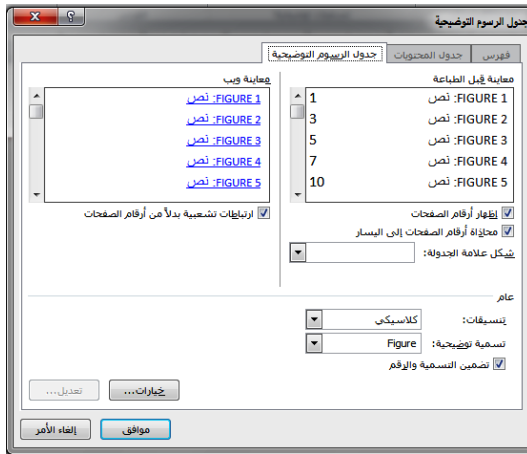 جدول الرسوم التوضيحية
فهرس
جدول المحتويات
جدول الرسوم التوضيحية
معاينة قبل الطباعة
FIGURE 1: نص 1
FIGURE 2: نص 3
FIGURE 3: نص 5
FIGURE 4: نص 7
FIGURE 5: نص 10
إظهار أرقام الصفحات
محاذاة أرقام الصفحات إلى اليسار
شكل علامة الجدولة:
معاينة ويب
FIGURE 1: نص
FIGURE 2: نص
FIGURE 3: نص
FIGURE 4: نص
FIGURE 5: نص
ارتباطات تشعبية بدلاً من أرقام الصفحات
عام
تنسيقات: كلاسيكي
تسمية توضيحية: Figure
تضمين التسمية والرقم
خيارات...
تعديل...
موافق
إلغاء الأمر